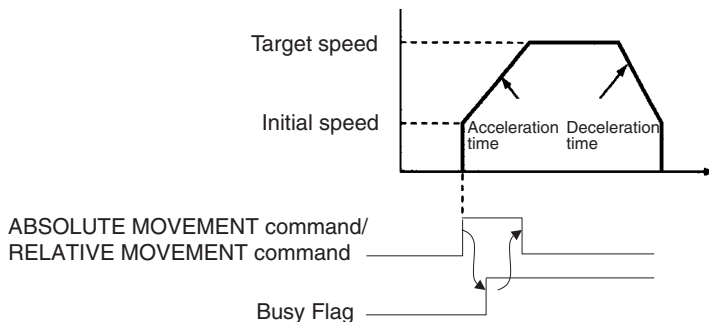 Target speed
Initial speed
Acceleration
time
Deceleration
time
ABSOLUTE MOVEMENT command/
RELATIVE MOVEMENT command
Busy Flag